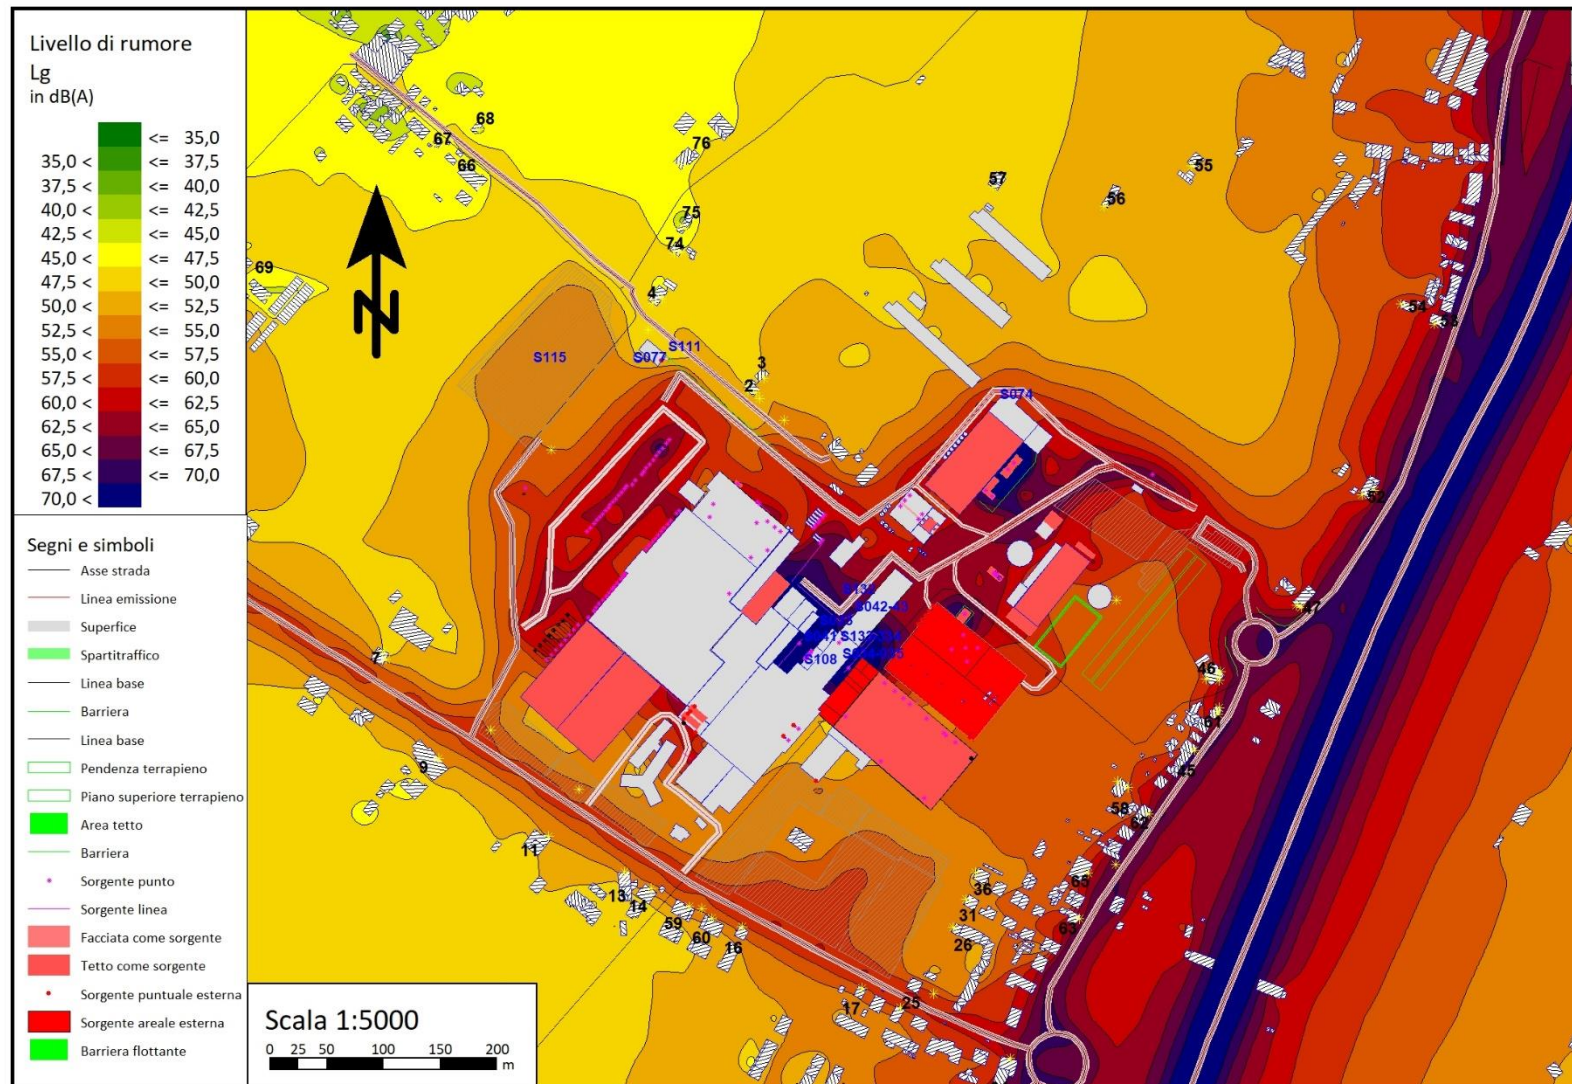 Livello di rumore
Lg
in dB(A)
<= 35,0
35,0 < <= 37,5
37,5 < <= 40,0
40,0 < <= 42,5
42,5 < <= 45,0
45,0 < <= 47,5
47,5 < <= 50,0
50,0 < <= 52,5
52,5 < <= 55,0
55,0 < <= 57,5
57,5 < <= 60,0
60,0 < <= 62,5
62,5 < <= 65,0
65,0 < <= 67,5
67,5 < <= 70,0
70,0 <
Segni e simboli
Asse strada
Linea emissione
Superfice
Spartitraffico
Linea base
Barriera
Linea base
Pendenza terrapieno
Piano superiore terrapieno
Area tetto
Barriera
Sorgente punto
Sorgente linea
Facciata come sorgente
Tetto come sorgente
Sorgente puntuale esterna
Sorgente areale esterna
Barriera flottante
Scala 1:5000
0 25 50 100 150 200
m
N
68
67
76
66
55
57
56
75
74
69
4
54
S111
S115
S077
3
2
S074
52
S042-43
47
S108
7
46
9
45
58
11
65
36
13
14
31
59
63
60
26
16
25
17